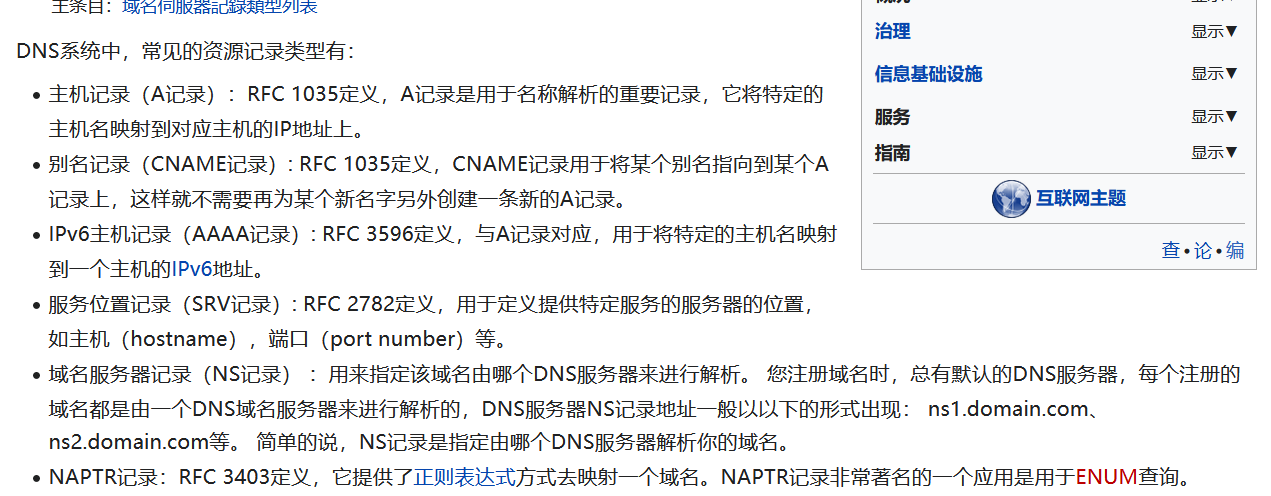 主条目：域名伺服器記錄類型列表
DNS系统中，常见的资源记录类型有：
主机记录（A记录）：RFC 1035定义，A记录是用于名称解析的重要记录，它将特定的
主机名映射到对应主机的IP地址上。
别名记录（CNAME记录）: RFC 1035定义，CNAME记录用于将某个别名指向到某个A
记录上，这样就不需要再为某个新名字另外创建一条新的A记录。
IPv6主机记录（AAAA记录）: RFC 3596定义，与A记录对应，用于将特定的主机名映射
到一个主机的IPv6地址。
服务位置记录（SRV记录）: RFC 2782定义，用于定义提供特定服务的服务器的位置，
如主机（hostname），端口（port number）等。
域名服务器记录（NS记录） ：用来指定该域名由哪个DNS服务器来进行解析。 您注册域名时，总有默认的DNS服务器，每个注册的
域名都是由一个DNS域名服务器来进行解析的，DNS服务器NS记录地址一般以以下的形式出现： ns1.domain.com、
ns2.domain.com等。 简单的说，NS记录是指定由哪个DNS服务器解析你的域名。
NAPTR记录：RFC 3403定义，它提供了正则表达式方式去映射一个域名。NAPTR记录非常著名的一个应用是用于ENUM查询。
治理 显示▼
信息基础设施 显示▼
服务 显示▼
指南 显示▼
互联网主题
查·论·编